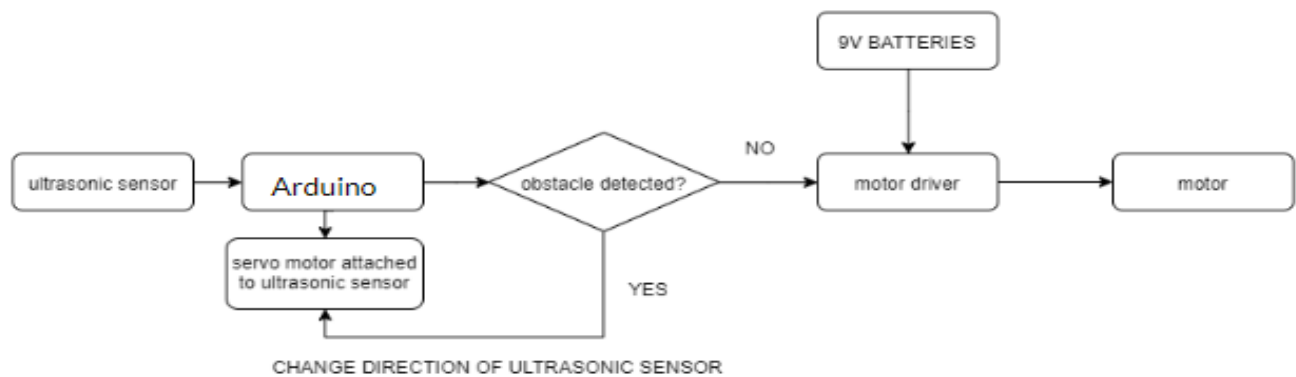 9V BATTERIES
NO
ultrasonic sensor
Arduino
obstacle detected?
motor driver
motor
servo motor attached
to ultrasonic sensor
YES
CHANGE DIRECTION OF ULTRASONIC SENSOR